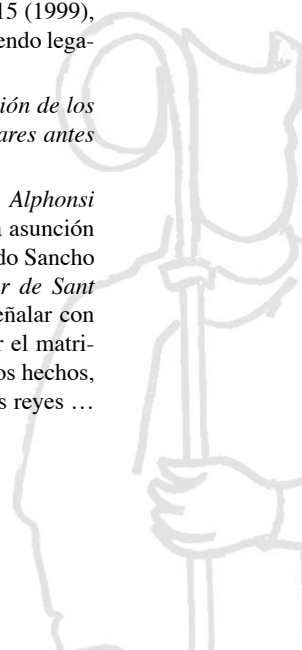 15 (1999),
endo lega-
ión de los
ares antes
Alphonsi
asunción
do Sancho
r de Sant
eñalar con
r el matri-
os hechos,
s reyes …